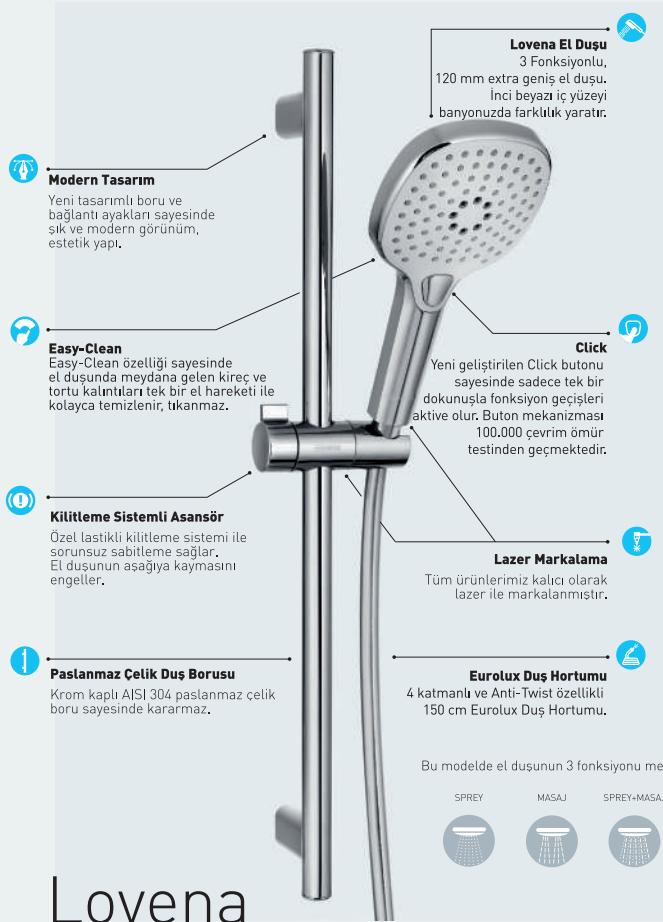 Lovena El Duşu
3 Fonksiyonlu,
120 mm extra geniş el duşu.
İnci beyazı iç yüzeyi
banyonuzda farklılık yaratır.
Modern Tasarım
Yeni tasarımlı boru ve
bağlantı ayakları sayesinde
şık ve modern görünüm,
estetik yapı.
Easy-Clean
Easy-Clean özelliği sayesinde
el duşunda meydana gelen kireç ve
tortu kalıntıları tek bir el hareketi ile
kolayca temizlenir, tıkanmaz.
Click
Yeni geliştirilen Click butonu
sayesinde sadece tek bir
dokunuşla fonksiyon geçişleri
aktive olur. Buton mekanizması
100.000 çevrim ömür
testinden geçmektedir.
Kilitleme Sistemli Asansör
Özel lastikli kilitleme sistemi ile
sorunsuz sabitleme sağlar.
El duşunun aşağıya kaymasını
engeller.
Lazer Markalama
Tüm ürünlerimiz kalıcı olarak
lazer ile markalanmıştır.
Paslanmaz Çelik Duş Borusu
Krom kaplı AISI 304 paslanmaz çelik
boru sayesinde kararmaz.
Eurolux Duş Hortumu
4 katmanlı ve Anti-Twist özellikli
150 cm Eurolux Duş Hortumu.
Bu modelde el duşunun 3 fonksiyonu me
SPREY MASAJ SPREY+MASAJ
Lovena